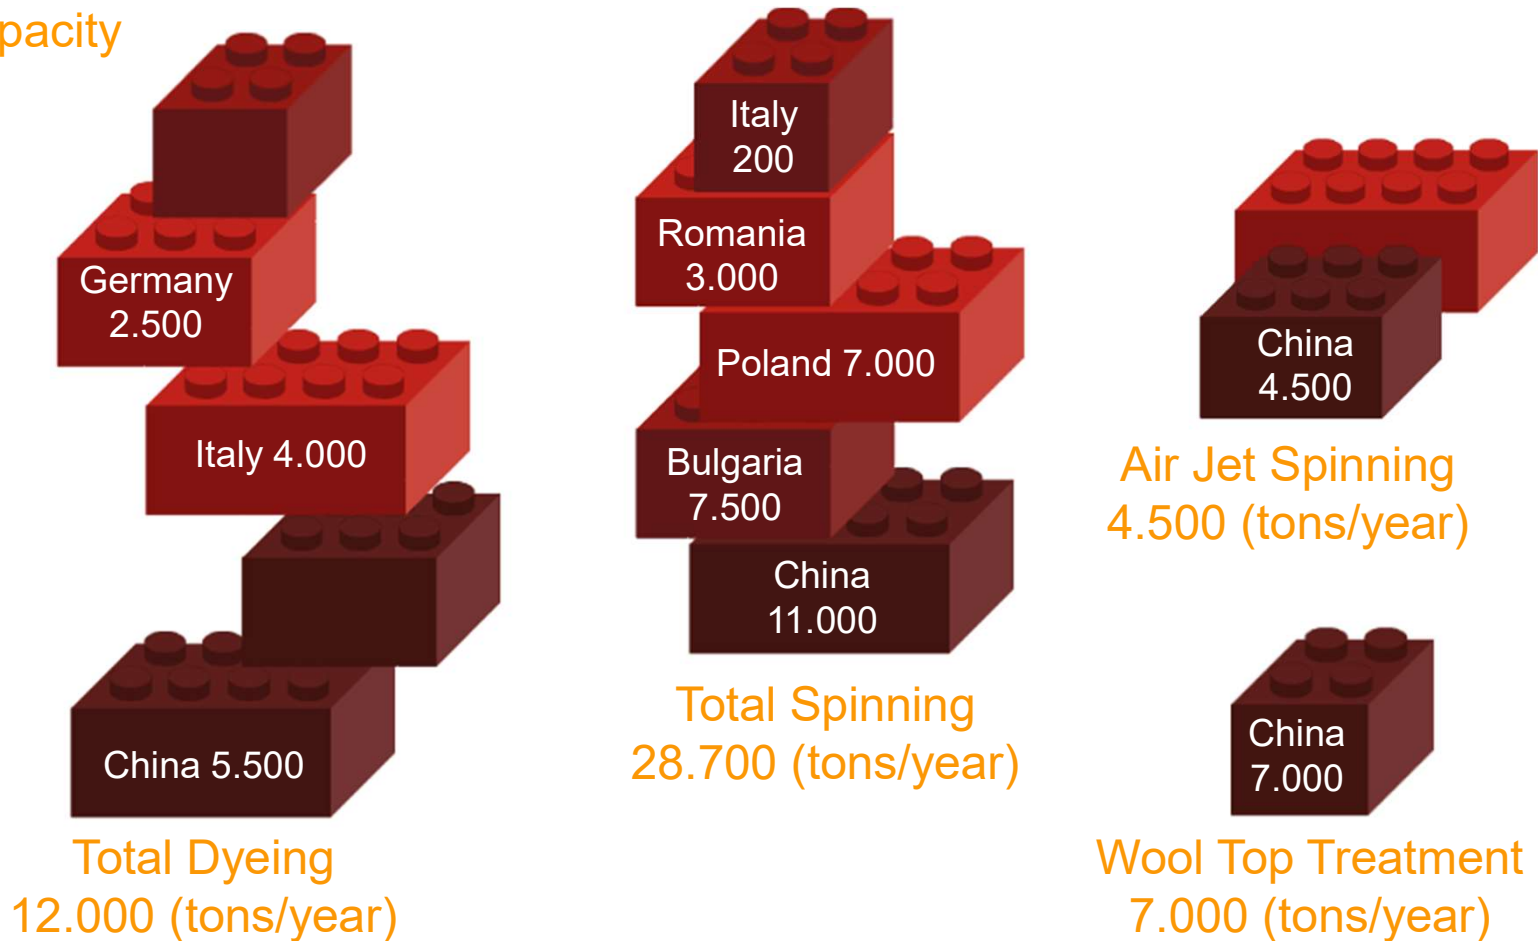 pacity
Germany
2.500
Italy 4.000
China 5.500
Total Dyeing
12.000 (tons/year)
Italy
200
Romania
3.000
Poland 7.000
Bulgaria
7.500
China
11.000
Total Spinning
28.700 (tons/year)
China
4.500
Air Jet Spinning
4.500 (tons/year)
China
7.000
Wool Top Treatment
7.000 (tons/year)